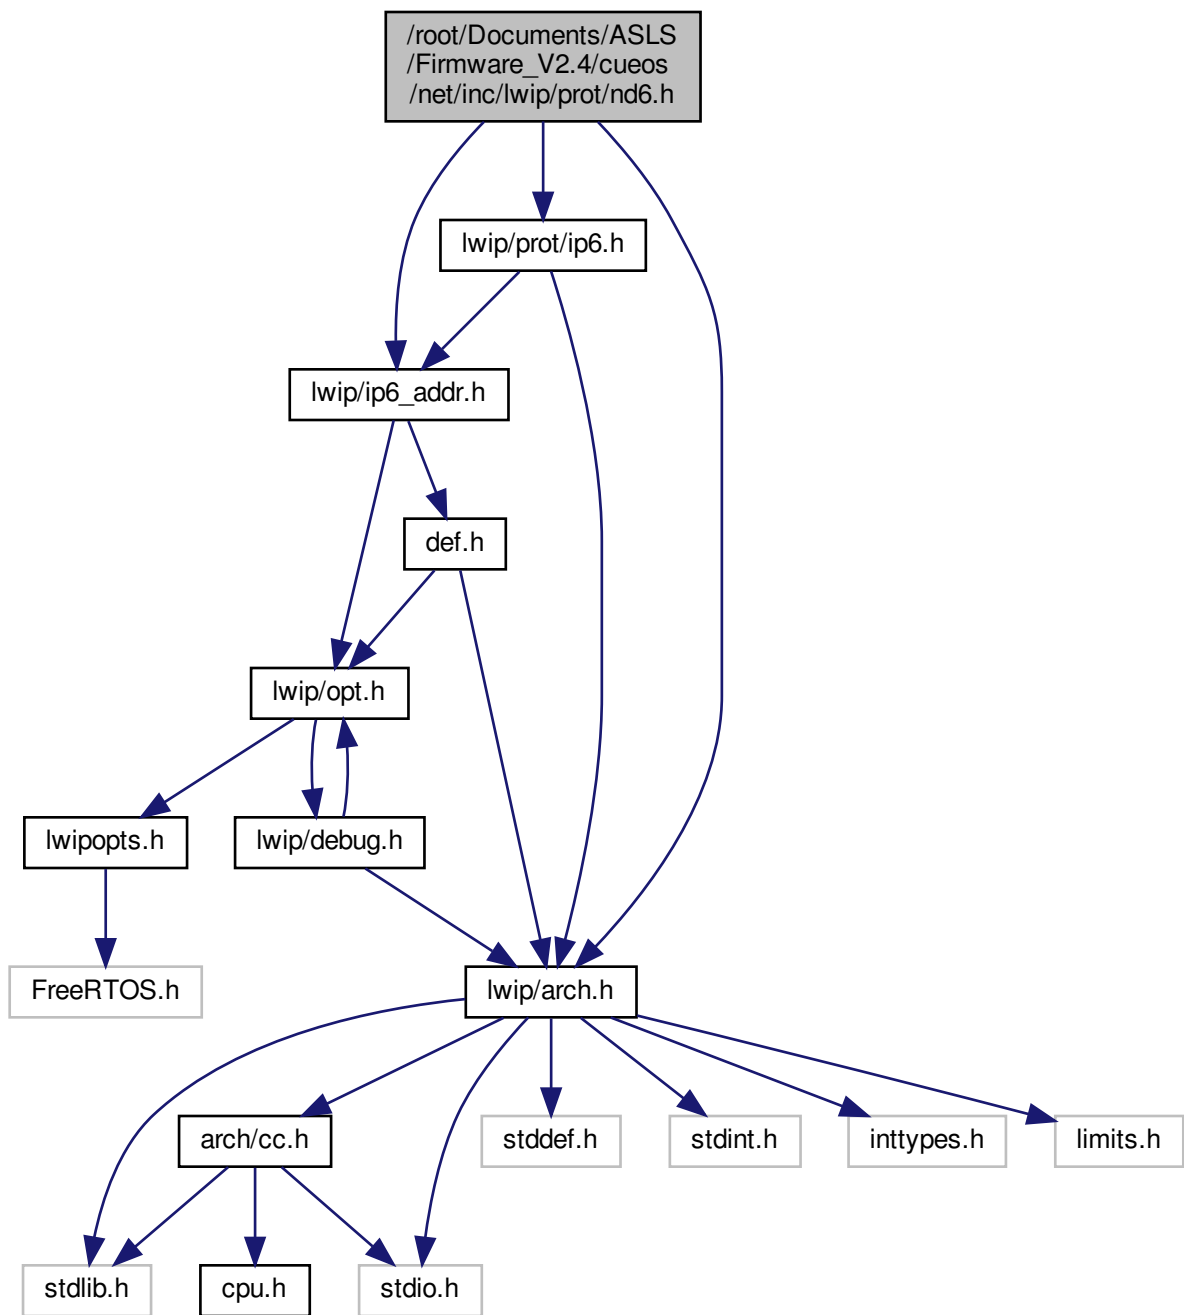 /root/Documents/ASLS
/Firmware_V2.4/cueos
/net/inc/lwip/prot/nd6.h
lwip/prot/ip6.h
lwip/ip6_addr.h
def.h
lwip/opt.h
lwipopts.h
lwip/debug.h
FreeRTOS.h
lwip/arch.h
arch/cc.h
stddef.h
stdint.h
inttypes.h
limits.h
stdlib.h
cpu.h
stdio.h